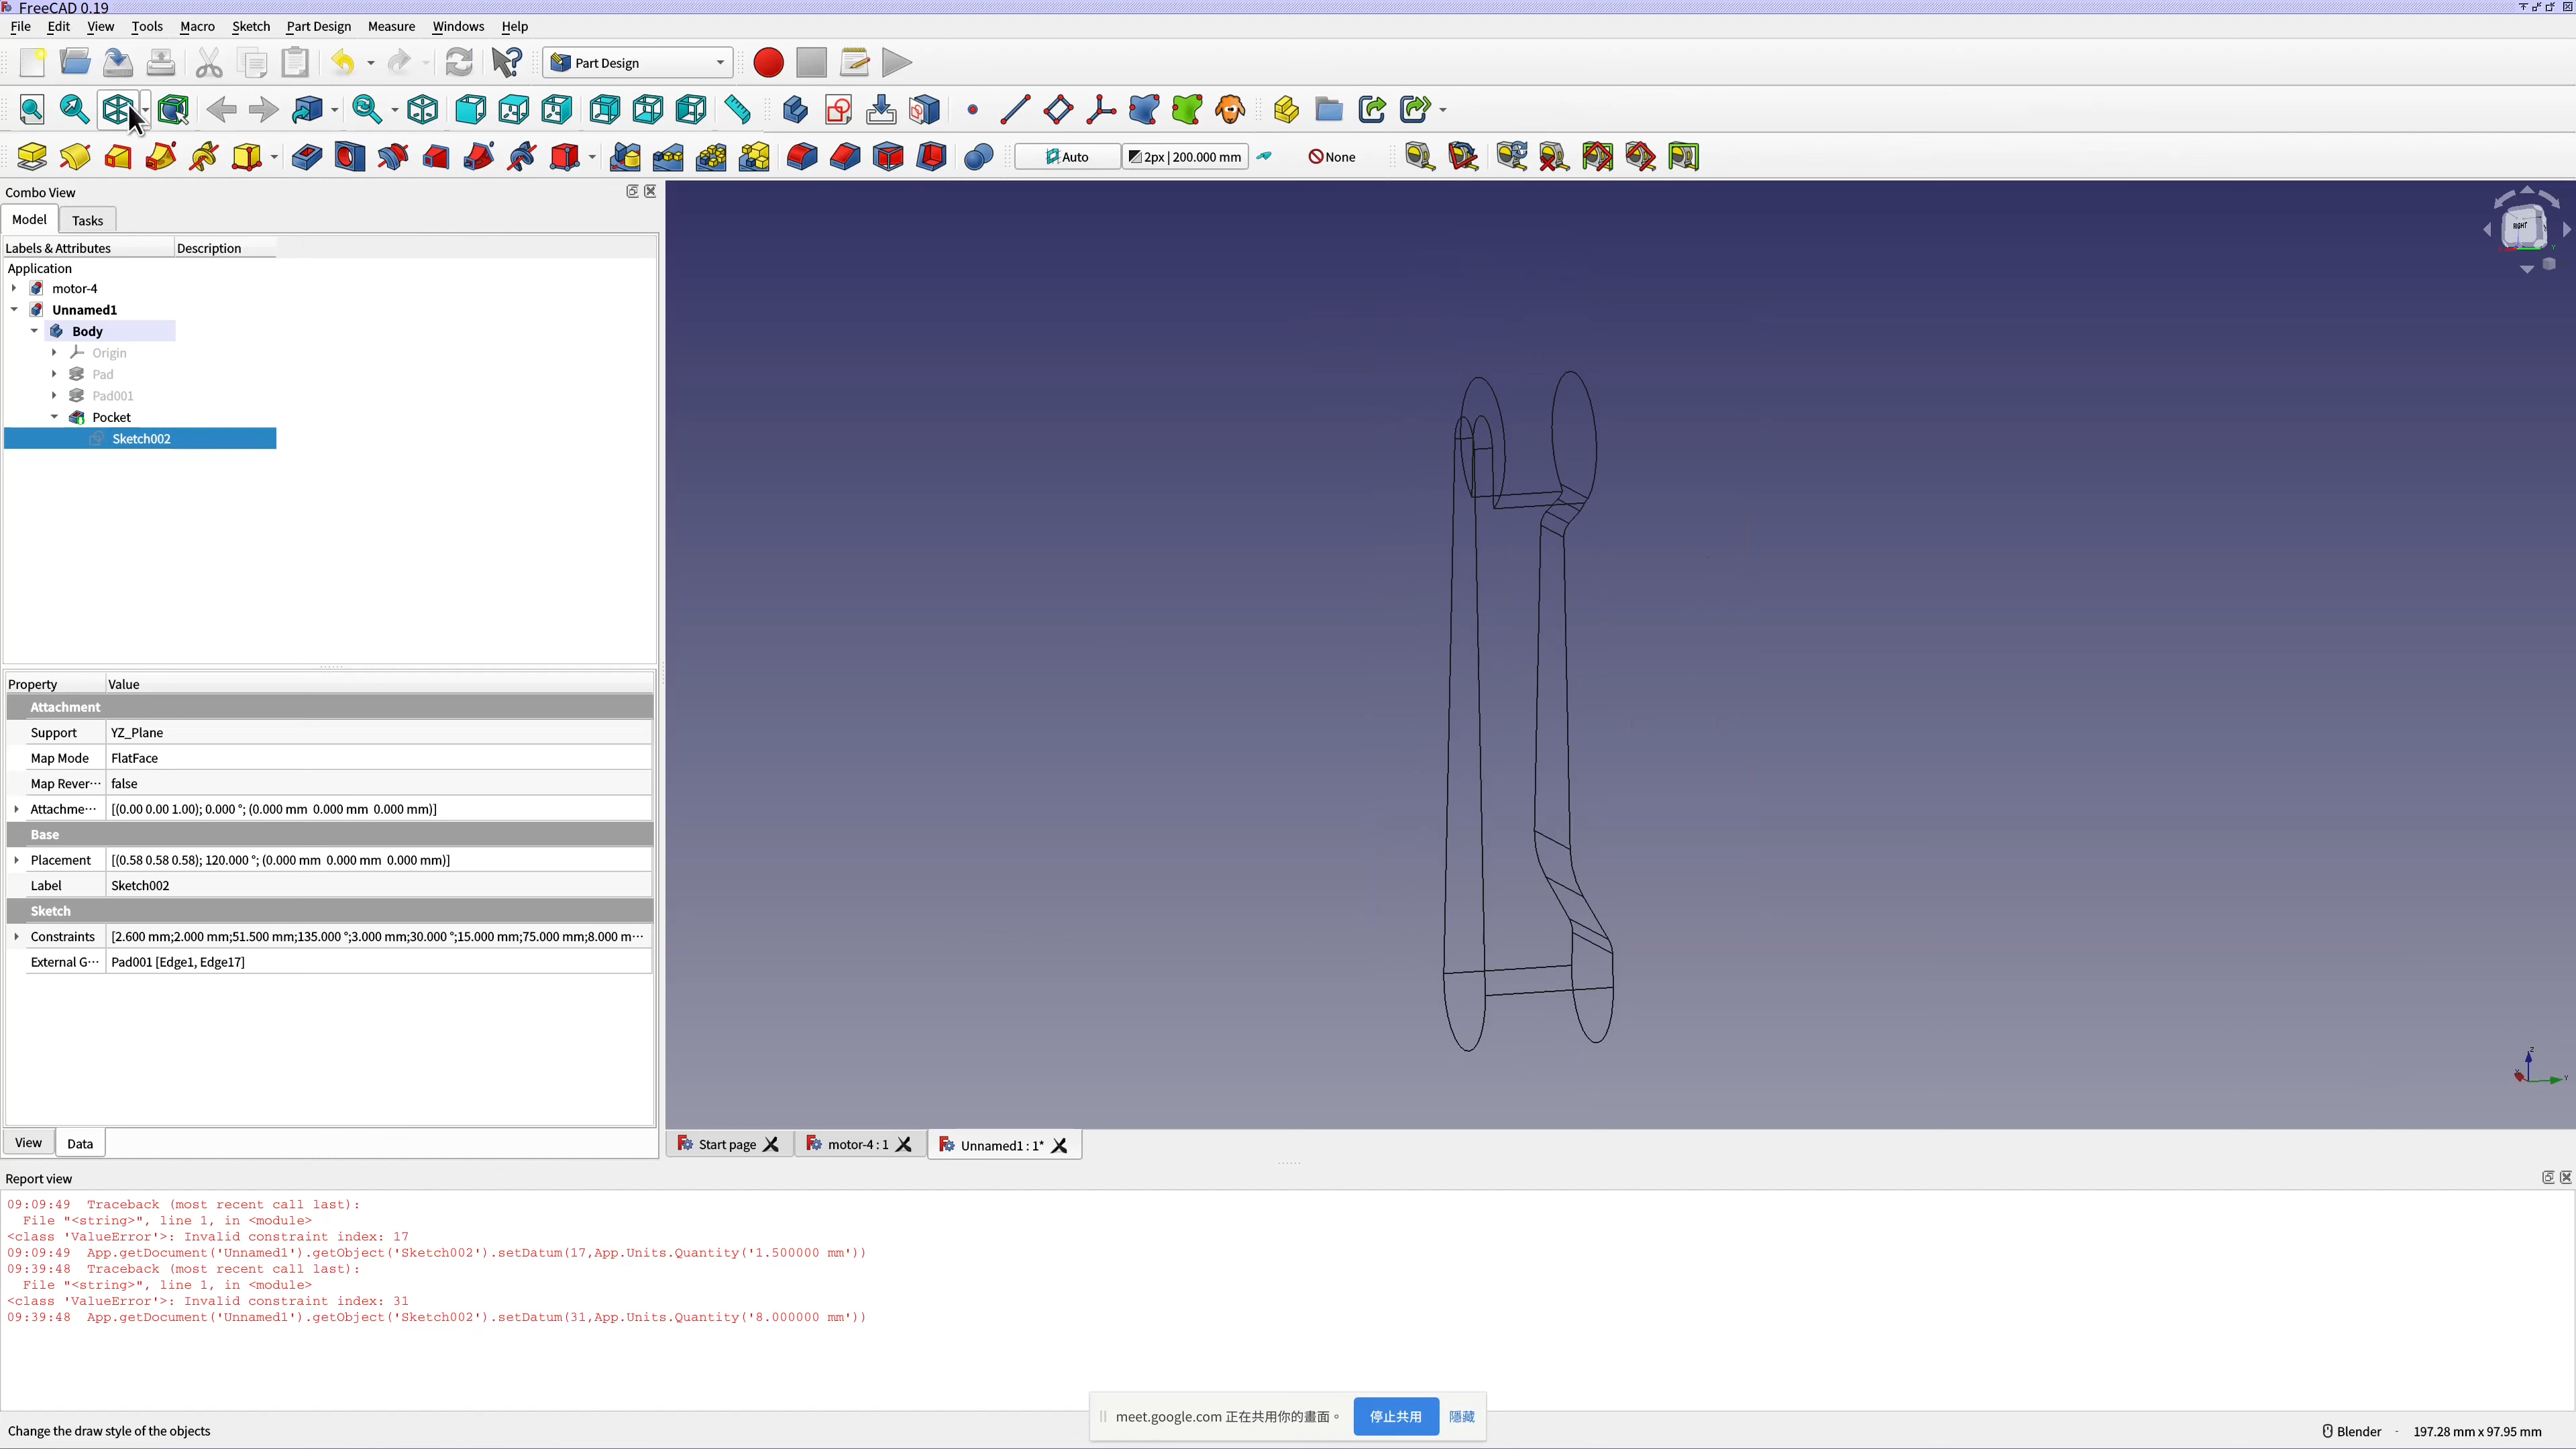 FreeCAD 0.19
File Edit View Tools Macro Sketch Part Design Measure Windows Help
Part Design
Auto
2px | 200.000 mm
None
Combo View
Model Tasks
Labels & Attributes Description
Application
motor-4
Unnamed1
Body
Origin
Pad
Pad001
Pocket
Sketch002
Property Value
Attachment
Support YZ_Plane
Map Mode FlatFace
Map Rever··· false
Attachme··· [(0.00 0.00 1.00); 0.000 °; (0.000 mm 0.000 mm 0.000 mm)]
Base
Placement [(0.58 0.58 0.58); 120.000 °; (0.000 mm 0.000 mm 0.000 mm)]
Label Sketch002
Sketch
Constraints [2.600 mm;2.000 mm;51.500 mm;135.000 °;3.000 mm;30.000 °;15.000 mm;75.000 mm;8.000 m···
External G··· Pad001 [Edge1, Edge17]
View Data
RIGHT
Z
Y
Start page
motor-4 : 1
Unnamed1 : 1*
Report view
09:09:49 Traceback (most recent call last):
File "<string>", line 1, in <module>
<class 'ValueError'>: Invalid constraint index: 17
09:09:49 App.getDocument('Unnamed1').getObject('Sketch002').setDatum(17,App.Units.Quantity('1.500000 mm'))
09:39:48 Traceback (most recent call last):
File "<string>", line 1, in <module>
<class 'ValueError'>: Invalid constraint index: 31
09:39:48 App.getDocument('Unnamed1').getObject('Sketch002').setDatum(31,App.Units.Quantity('8.000000 mm'))
meet.google.com 正在共用你的畫面。 停止共用 隱藏
Change the draw style of the objects
Blender - 197.28 mm x 97.95 mm